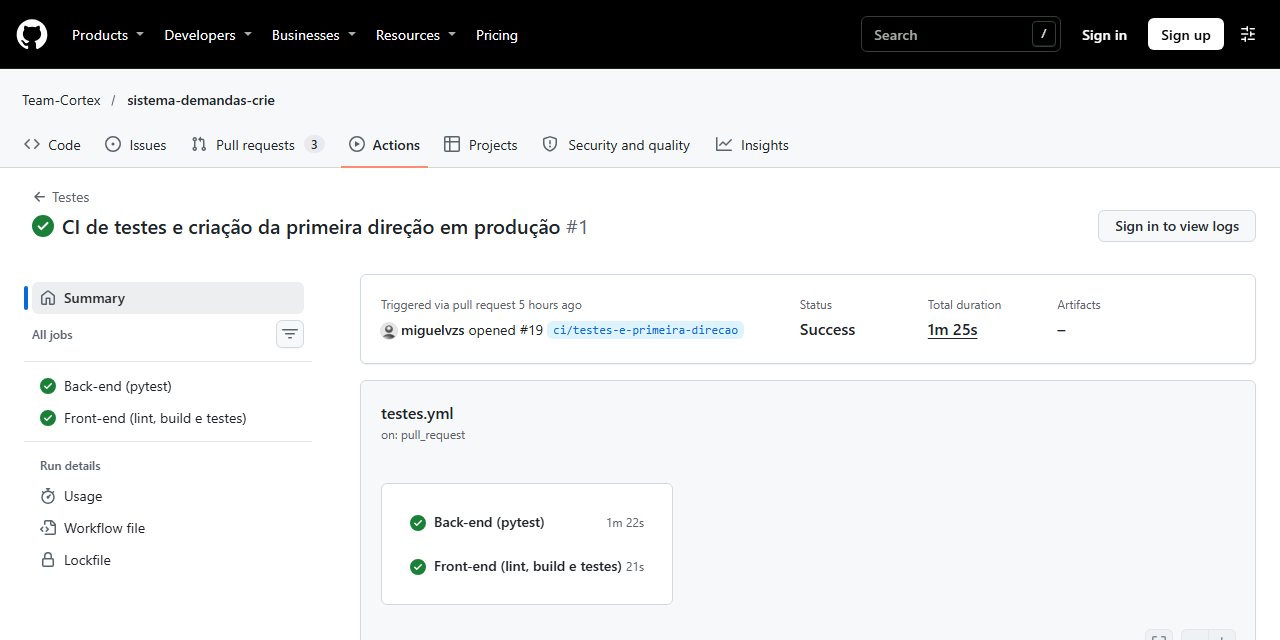 Products Developers Businesses Resources Pricing Search / Sign in Sign up
Team-Cortex / sistema-demandas-crie
Code Issues Pull requests 3 Actions Projects Security and quality Insights
Testes
CI de testes e criação da primeira direção em produção #1
Sign in to view logs
Summary
All jobs
Back-end (pytest)
Front-end (lint, build e testes)
Run details
Usage
Workflow file
Lockfile
Triggered via pull request 5 hours ago
miguelvzs opened #19 ci/testes-e-primeira-direcao
Status
Success
Total duration
1m 25s
Artifacts
–
testes.yml
on: pull_request
Back-end (pytest) 1m 22s
Front-end (lint, build e testes) 21s